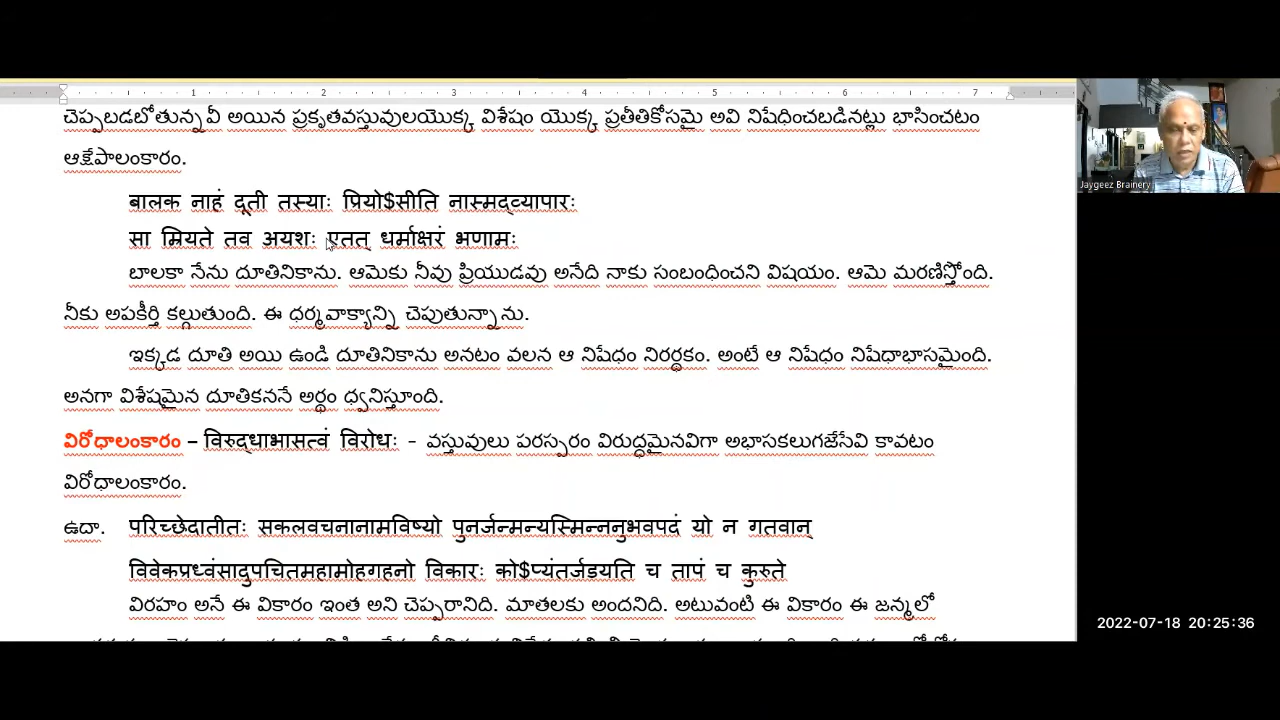 చెప్పబడబోతున్నవీ అయిన ప్రకృతవస్తువులయొక్క విశేషం యొక్క ప్రతీతికోసమై అవి నిషేధించబడినట్లు భాసించటం
ఆక్షేపాలంకారం.
बालक नाहं दूती तस्याः प्रियो$सीति नास्मद्व्यापारः
सा म्रियते तव अयशः एतत् धर्माक्षरं भणामः
బాలకా నేను దూతినికాను. ఆమెకు నీవు ప్రియుడవు అనేది నాకు సంబంధించని విషయం. ఆమె మరణిస్తోంది.
నీకు అపకీర్తి కల్గుతుంది. ఈ ధర్మవాక్యాన్ని చెపుతున్నాను.
ఇక్కడ దూతి అయి ఉండి దూతినికాను అనటం వలన ఆ నిషేధం నిరర్థకం. అంటే ఆ నిషేధం నిషేధాభాసమైంది.
అనగా విశేషమైన దూతికననే అర్థం ధ్వనిస్తూంది.
విరోధాలంకారం – विरुद्धाभासत्वं विरोधः - వస్తువులు పరస్పరం విరుద్ధమైనవిగా అభాసకలుగజేసేవి కావటం
విరోధాలంకారం.
ఉదా. परिच्छेदातीतः सकलवचनानामविष्यो पुनर्जन्मन्यस्मिन्ननुभवपदं यो न गतवान्
विवेकप्रध्वंसादुपचितमहामोहगहनो विकारः को$प्यंतर्जडयति च तापं च कुरुते
విరహం అనే ఈ వికారం ఇంత అని చెప్పరానిది. మాతలకు అందనిది. అటువంటి ఈ వికారం ఈ జన్మలో
Jaygeez Brainery
2022-07-18 20:25:36